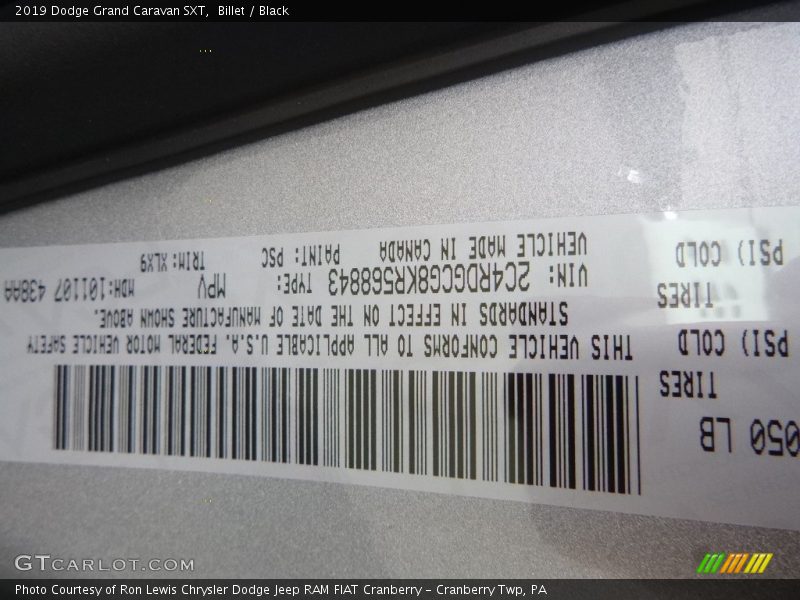 2019 Dodge Grand Caravan SXT, Billet / Black
050 LB
TIRES
PSI) COLD
TIRES
PSI) COLD
THIS VEHICLE CONFORMS TO ALL APPLICABLE U.S.A. FEDERAL MOTOR VEHICLE SAFETY
STANDARDS IN EFFECT ON THE DATE OF MANUFACTURE SHOWN ABOVE.
VIN: 2C4RDGCG8KR568843 TYPE: MPV MDH:101107 438AA
VEHICLE MADE IN CANADA PAINT: PSC TRIM: XLX9
GTCARLOT.COM
Photo Courtesy of Ron Lewis Chrysler Dodge Jeep RAM FIAT Cranberry – Cranberry Twp, PA